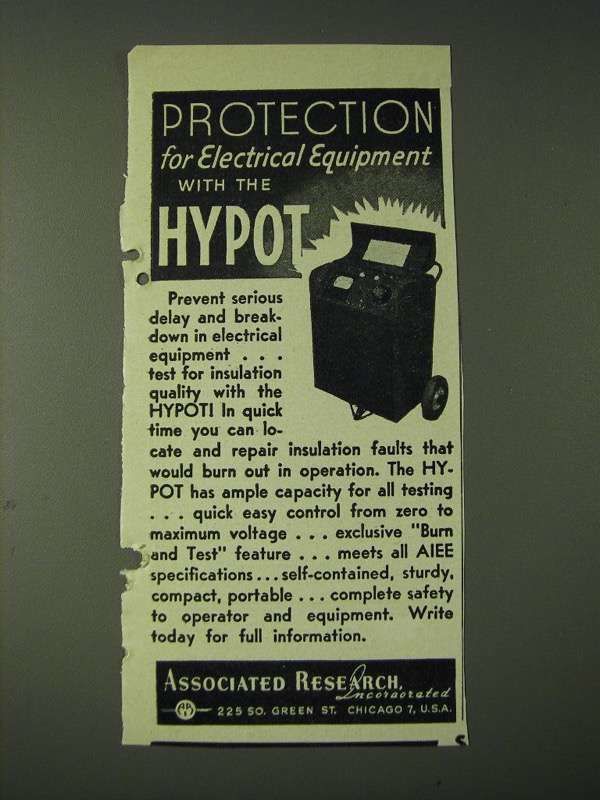 PROTECTION
for Electrical Equipment
WITH THE
HYPOT
Prevent serious
delay and break-
down in electrical
equipment . . .
test for insulation
quality with the
HYPOT! In quick
time you can lo-
cate and repair insulation faults that
would burn out in operation. The HY-
POT has ample capacity for all testing
. . . quick easy control from zero to
maximum voltage . . . exclusive "Burn
and Test" feature . . . meets all AIEE
specifications . . . self-contained, sturdy,
compact, portable . . . complete safety
to operator and equipment. Write
today for full information.
ASSOCIATED RESEARCH,
Incorporated
225 SO. GREEN ST. CHICAGO 7, U.S.A.